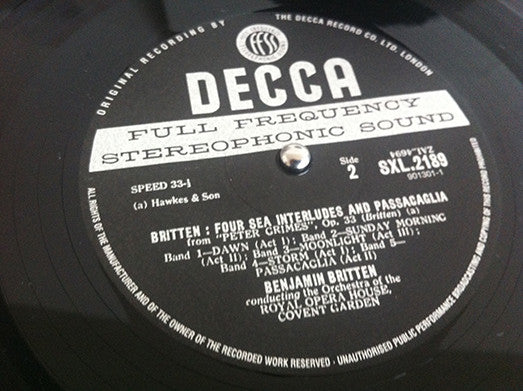 ORIGINAL RECORDING BY
THE DECCA RECORD CO. LTD. LONDON
ffss
DECCA
FULL FREQUENCY
STEREOPHONIC SOUND
SPEED 33⅓
(a) Hawkes & Son
Side
2
ZAL.4694
SXL.2189
901301-1
BRITTEN : FOUR SEA INTERLUDES AND PASSACAGLIA
from "PETER GRIMES", Op. 33 (Britten) (a)
Band 1—DAWN (Act I); Band 2—SUNDAY MORNING
(Act II); Band 3—MOONLIGHT (Act III);
Band 4—STORM (Act I); Band 5—
PASSACAGLIA (Act II)
BENJAMIN BRITTEN
conducting the Orchestra of the
ROYAL OPERA HOUSE,
COVENT GARDEN
ALL RIGHTS OF THE MANUFACTURER AND OF THE OWNER OF THE RECORDED WORK RESERVED · UNAUTHORISED PUBLIC PERFORMANCE, BROADCASTING AND COPYING OF THIS RECORD PROHIBITED